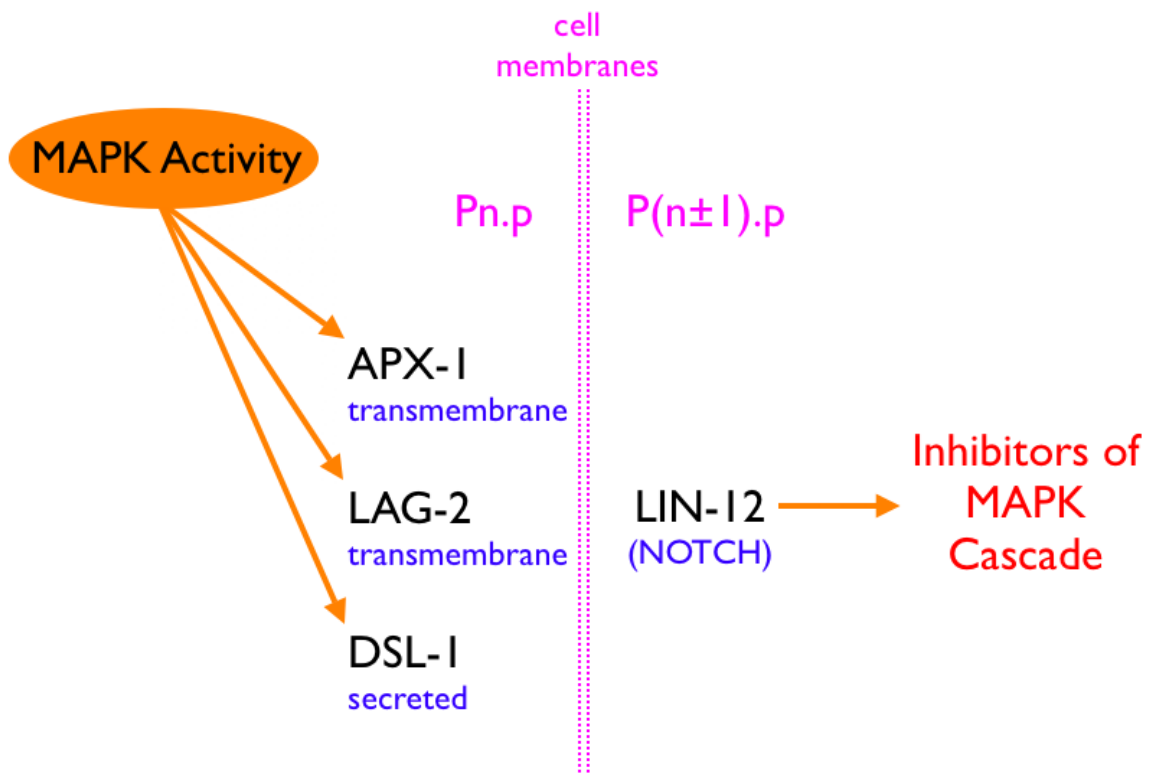 cell
membranes
MAPK Activity
Pn.p
P(n±1).p
APX-1
transmembrane
LAG-2
transmembrane
DSL-1
secreted
LIN-12
(NOTCH)
Inhibitors of
MAPK
Cascade